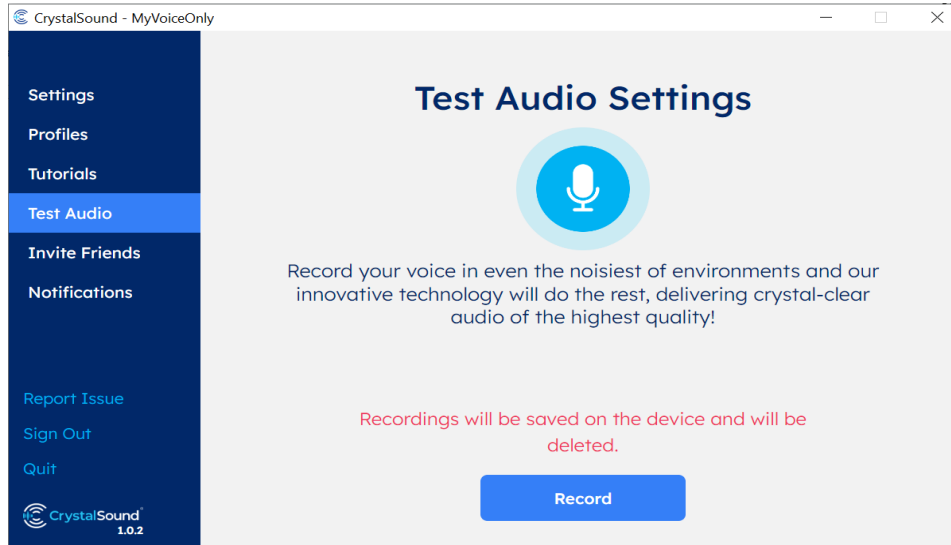 CrystalSound - MyVoiceOnly
Settings
Profiles
Tutorials
Test Audio
Invite Friends
Notifications
Report Issue
Sign Out
Quit
CrystalSound
1.0.2
Test Audio Settings
Record your voice in even the noisiest of environments and our
innovative technology will do the rest, delivering crystal-clear
audio of the highest quality!
Recordings will be saved on the device and will be
deleted.
Record